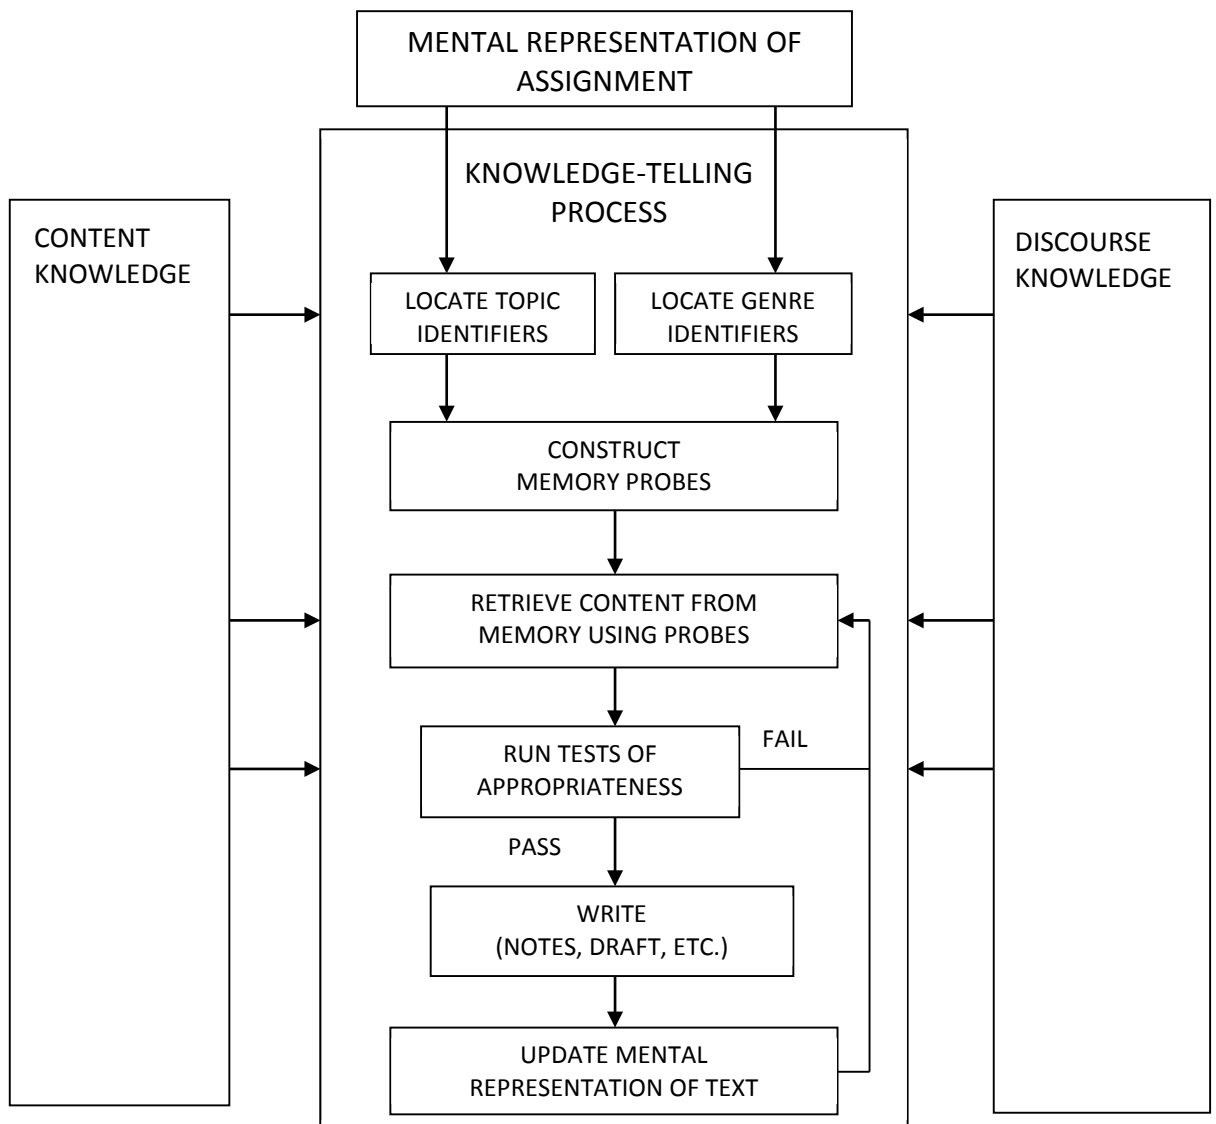 MENTAL REPRESENTATION OF
ASSIGNMENT
KNOWLEDGE-TELLING
PROCESS
CONTENT
KNOWLEDGE
DISCOURSE
KNOWLEDGE
LOCATE TOPIC
IDENTIFIERS
LOCATE GENRE
IDENTIFIERS
CONSTRUCT
MEMORY PROBES
RETRIEVE CONTENT FROM
MEMORY USING PROBES
RUN TESTS OF
APPROPRIATENESS
FAIL
PASS
WRITE
(NOTES, DRAFT, ETC.)
UPDATE MENTAL
REPRESENTATION OF TEXT